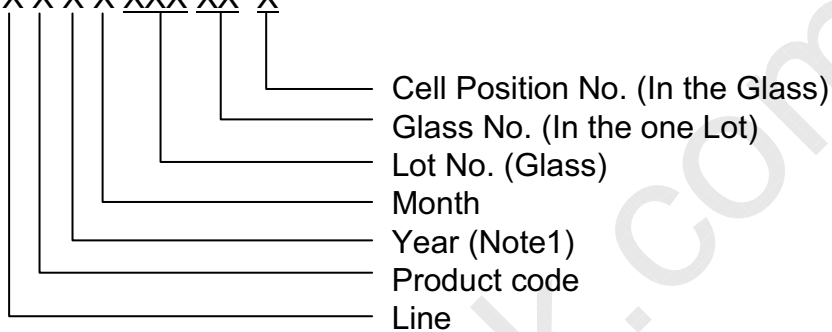 X X X X XXX XX X
Cell Position No. (In the Glass)
Glass No. (In the one Lot)
Lot No. (Glass)
Month
Year (Note1)
Product code
Line